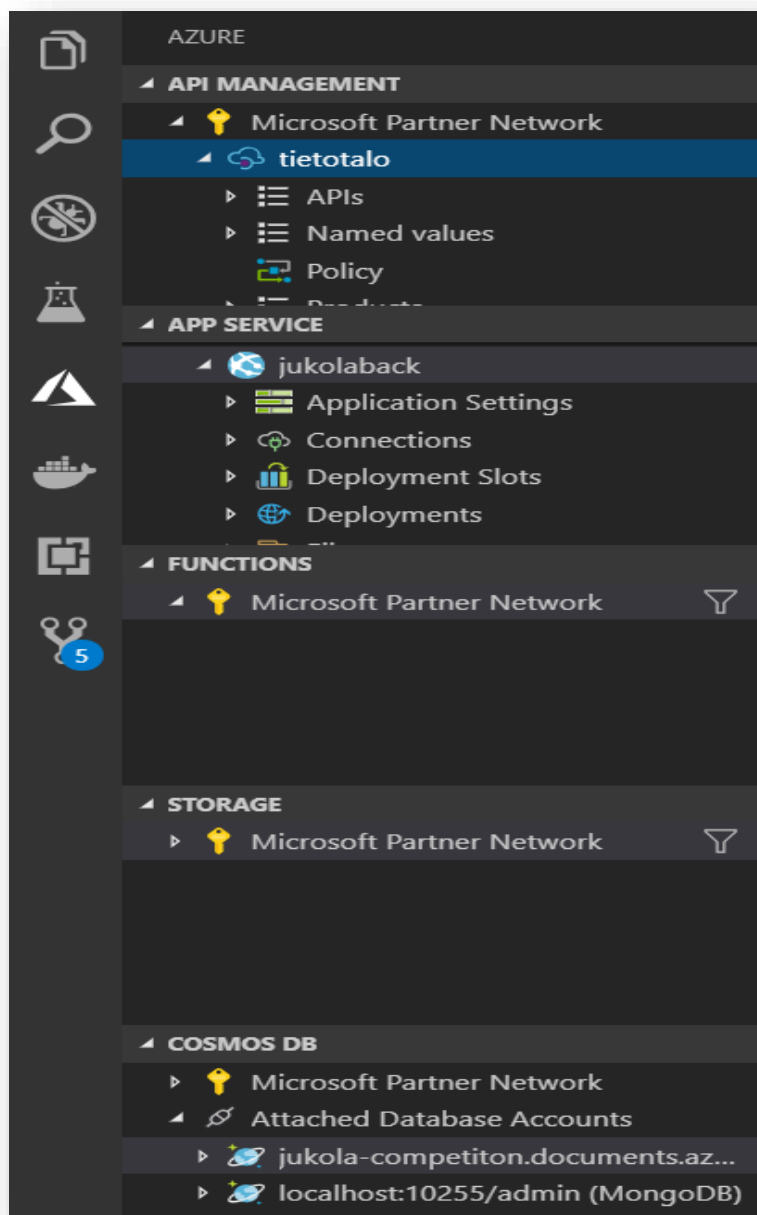 AZURE
API MANAGEMENT
Microsoft Partner Network
tietotalo
APIs
Named values
Policy
APP SERVICE
jukolaback
Application Settings
Connections
Deployment Slots
Deployments
FUNCTIONS
Microsoft Partner Network
5
STORAGE
Microsoft Partner Network
COSMOS DB
Microsoft Partner Network
Attached Database Accounts
jukola-competiton.documents.az...
localhost:10255/admin (MongoDB)